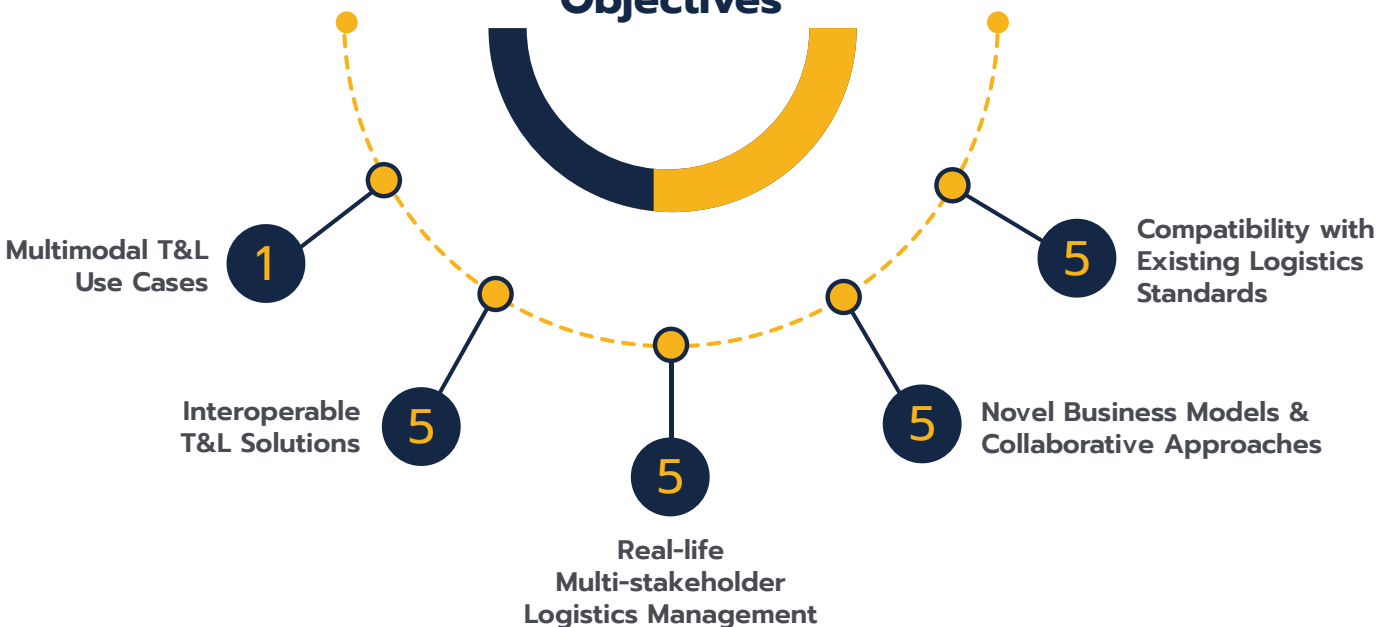 Objectives
Multimodal T&L
Use Cases
1
Interoperable
T&L Solutions
5
5
Real-life
Multi-stakeholder
Logistics Management
5
Novel Business Models &
Collaborative Approaches
5
Compatibility with
Existing Logistics
Standards